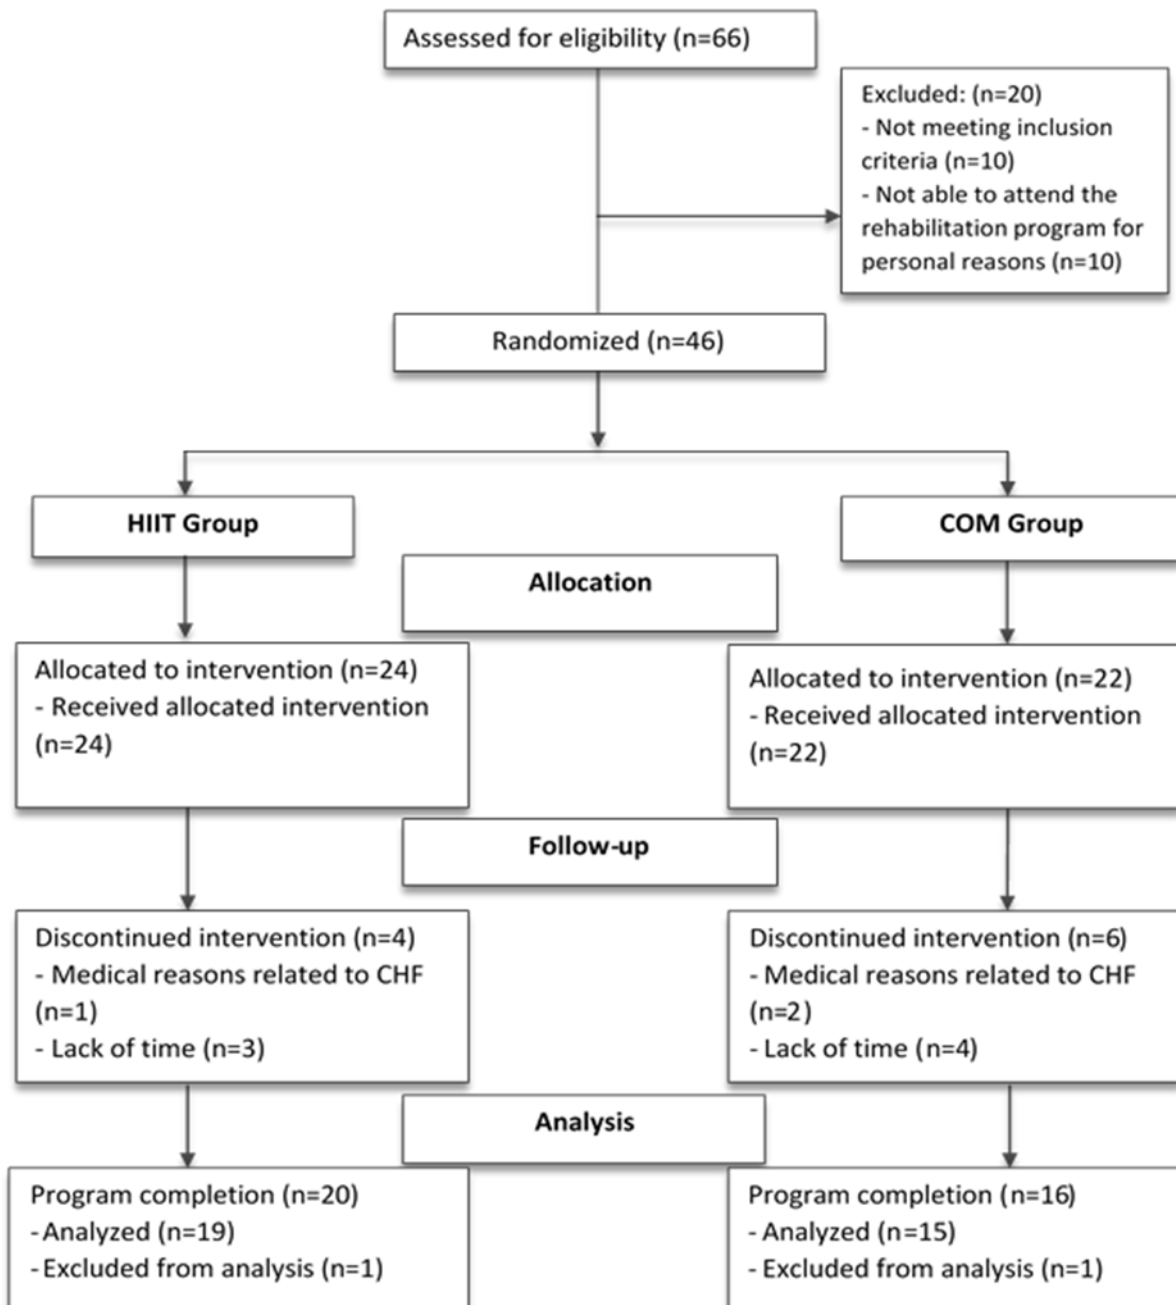 Assessed for eligibility (n=66)
Excluded: (n=20)
- Not meeting inclusion
criteria (n=10)
- Not able to attend the
rehabilitation program for
personal reasons (n=10)
Randomized (n=46)
HIIT Group
COM Group
Allocation
Allocated to intervention (n=24)
- Received allocated intervention
(n=24)
Allocated to intervention (n=22)
- Received allocated intervention
(n=22)
Follow-up
Discontinued intervention (n=4)
- Medical reasons related to CHF
(n=1)
- Lack of time (n=3)
Discontinued intervention (n=6)
- Medical reasons related to CHF
(n=2)
- Lack of time (n=4)
Analysis
Program completion (n=20)
- Analyzed (n=19)
- Excluded from analysis (n=1)
Program completion (n=16)
- Analyzed (n=15)
- Excluded from analysis (n=1)